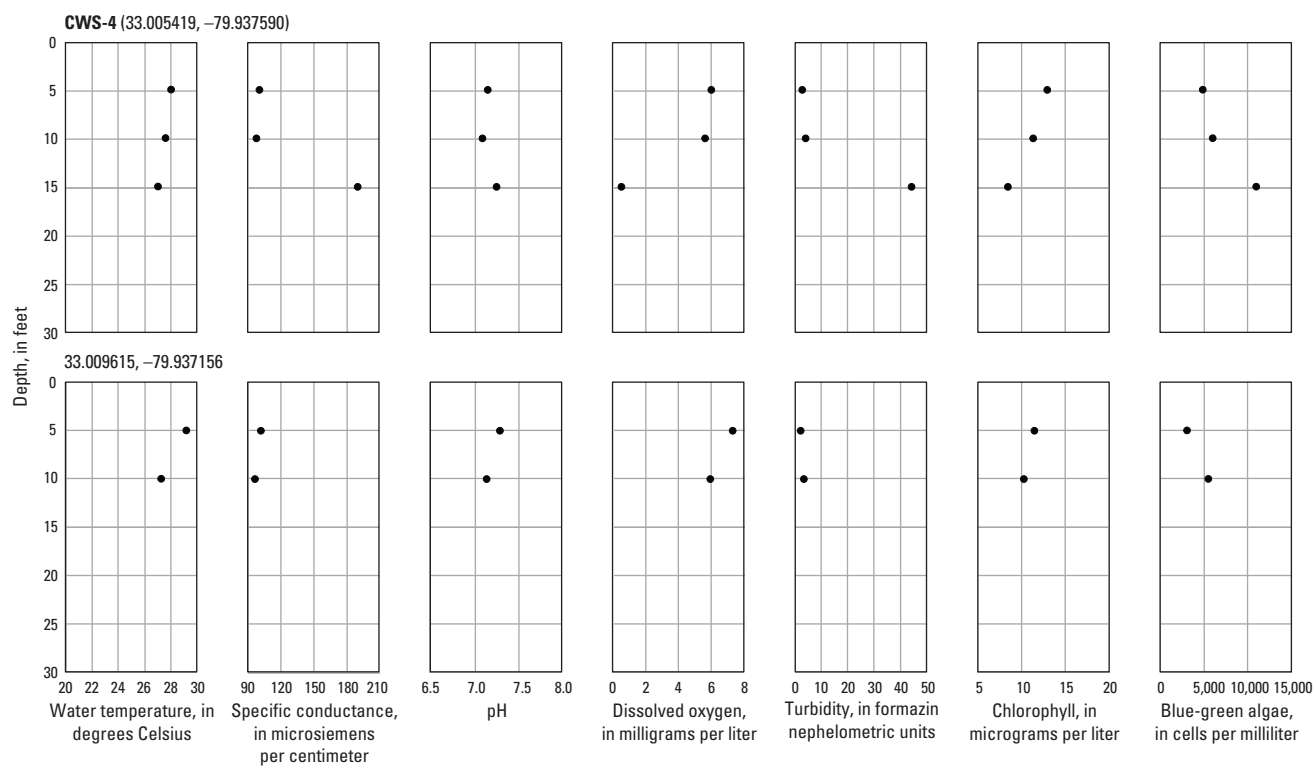 CWS-4 (33.005419, –79.937590)
0
5
10
15
20
25
30
33.009615, –79.937156
0
5
10
15
20
25
30
Depth, in feet
20 22 24 26 28 30
90 120 150 180 210
6.5 7.0 7.5 8.0
0 2 4 6 8
0 10 20 30 40 50
5 10 15 20
0 5,000 10,000 15,000
Water temperature, in
degrees Celsius
Specific conductance,
in microsiemens
per centimeter
pH
Dissolved oxygen,
in milligrams per liter
Turbidity, in formazin
nephelometric units
Chlorophyll, in
micrograms per liter
Blue-green algae,
in cells per milliliter